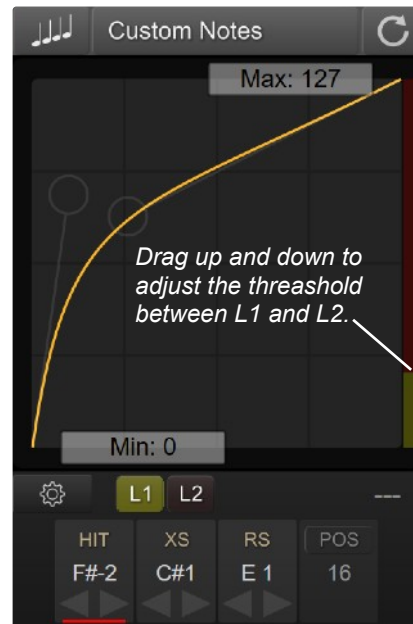 Custom Notes
Max: 127
Drag up and down to
adjust the threashold
between L1 and L2.
Min: 0
L1 L2 ---
HIT XS RS POS
F#-2 C#1 E 1 16